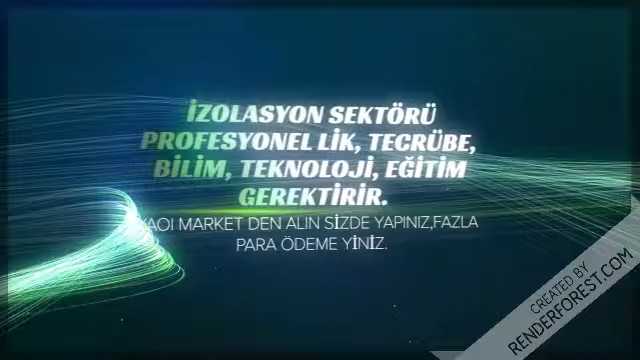 İZOLASYON SEKTÖRÜ
PROFESYONEL LİK, TECRÜBE,
BİLİM, TEKNOLOJİ, EĞİTİM
GEREKTİRİR.
MARKET DEN ALIN SİZDE YAPINIZ,FAZLA
PARA ÖDEME YİNİZ.
CREATED BY
RENDERFOREST.COM